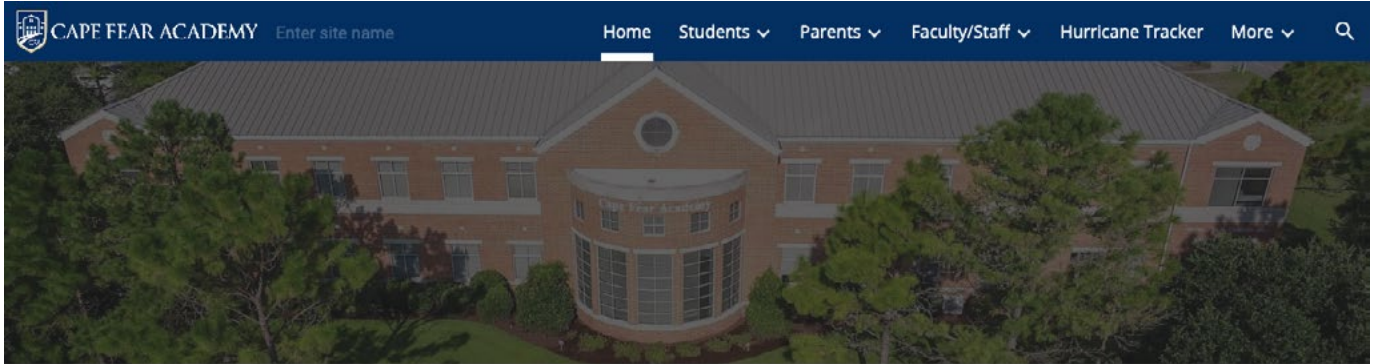 CAPE FEAR ACADEMY Enter site name Home Students Parents Faculty/Staff Hurricane Tracker More
Cape Fear Academy